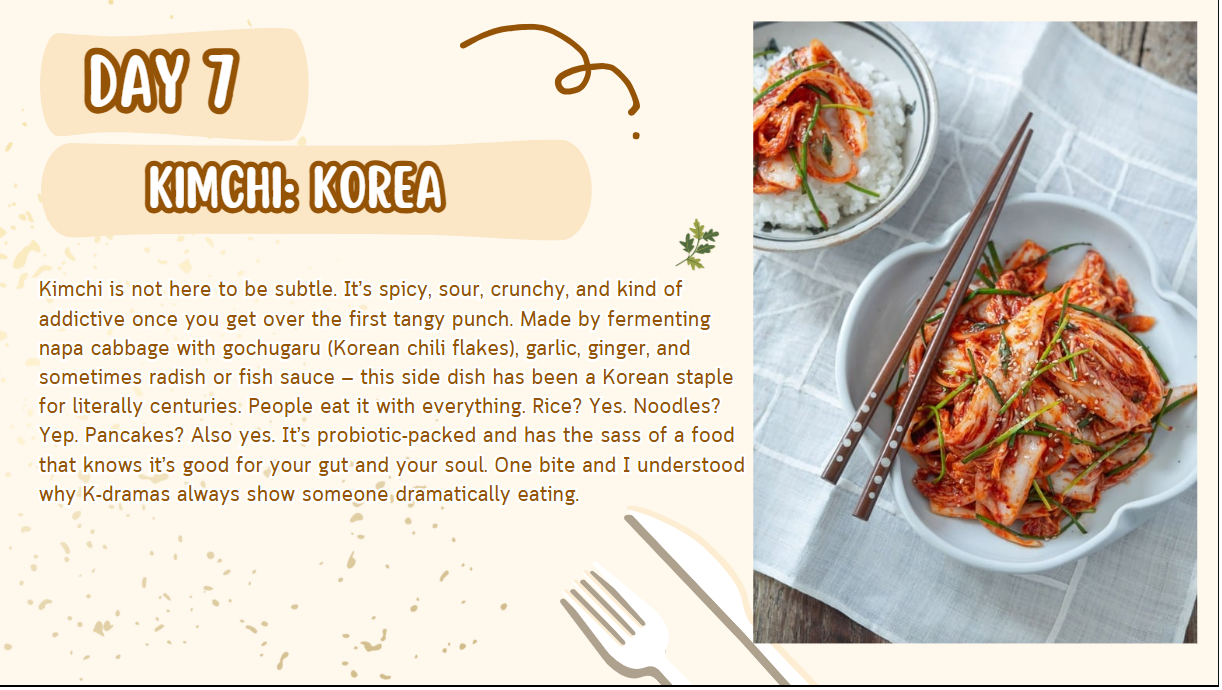 DAY 7
KIMCHI: KOREA
Kimchi is not here to be subtle. It’s spicy, sour, crunchy, and kind of
addictive once you get over the first tangy punch. Made by fermenting
napa cabbage with gochugaru (Korean chili flakes), garlic, ginger, and
sometimes radish or fish sauce – this side dish has been a Korean staple
for literally centuries. People eat it with everything. Rice? Yes. Noodles?
Yep. Pancakes? Also yes. It’s probiotic-packed and has the sass of a food
that knows it’s good for your gut and your soul. One bite and I understood
why K-dramas always show someone dramatically eating.